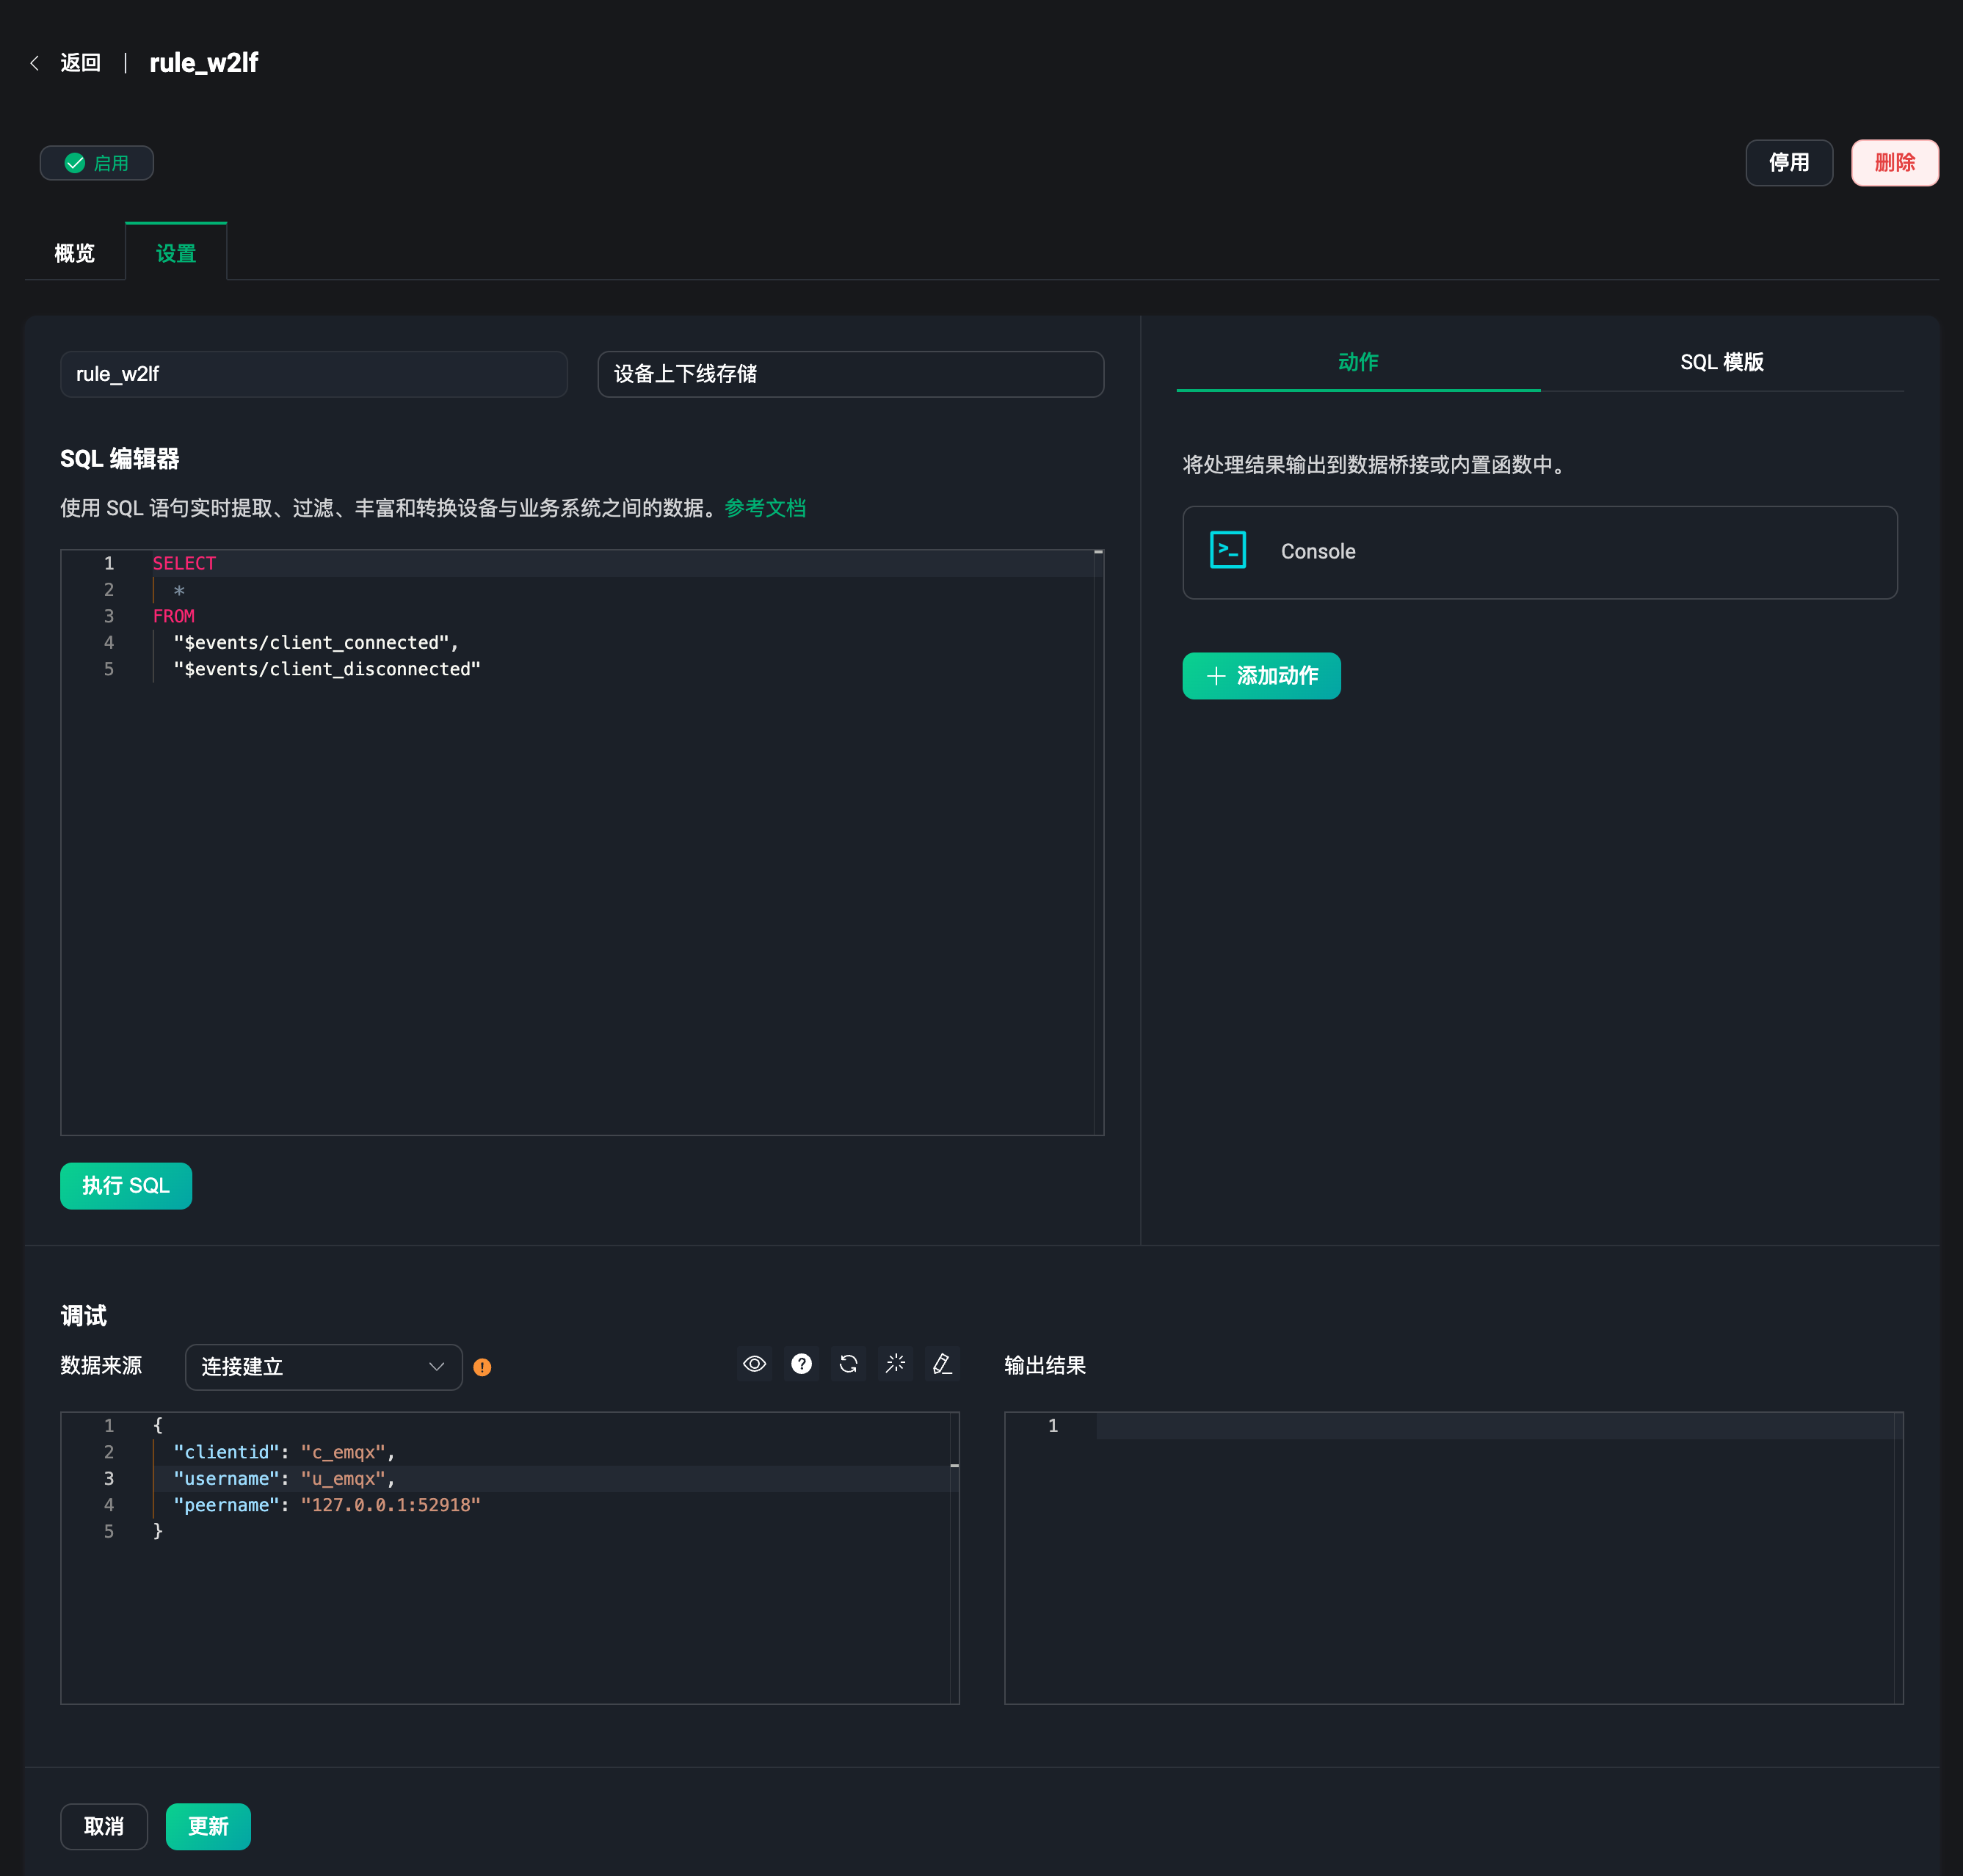 返回 | rule_w2lf
启用
停用
删除
概览
设置
rule_w2lf
设备上下线存储
SQL 编辑器
使用 SQL 语句实时提取、过滤、丰富和转换设备与业务系统之间的数据。参考文档
1 SELECT
2 *
3 FROM
4 "$events/client_connected",
5 "$events/client_disconnected"
执行 SQL
动作
SQL 模版
将处理结果输出到数据桥接或内置函数中。
>_ Console
添加动作
调试
数据来源
连接建立
1 {
2 "clientid": "c_emqx",
3 "username": "u_emqx",
4 "peername": "127.0.0.1:52918"
5 }
输出结果
1
取消
更新